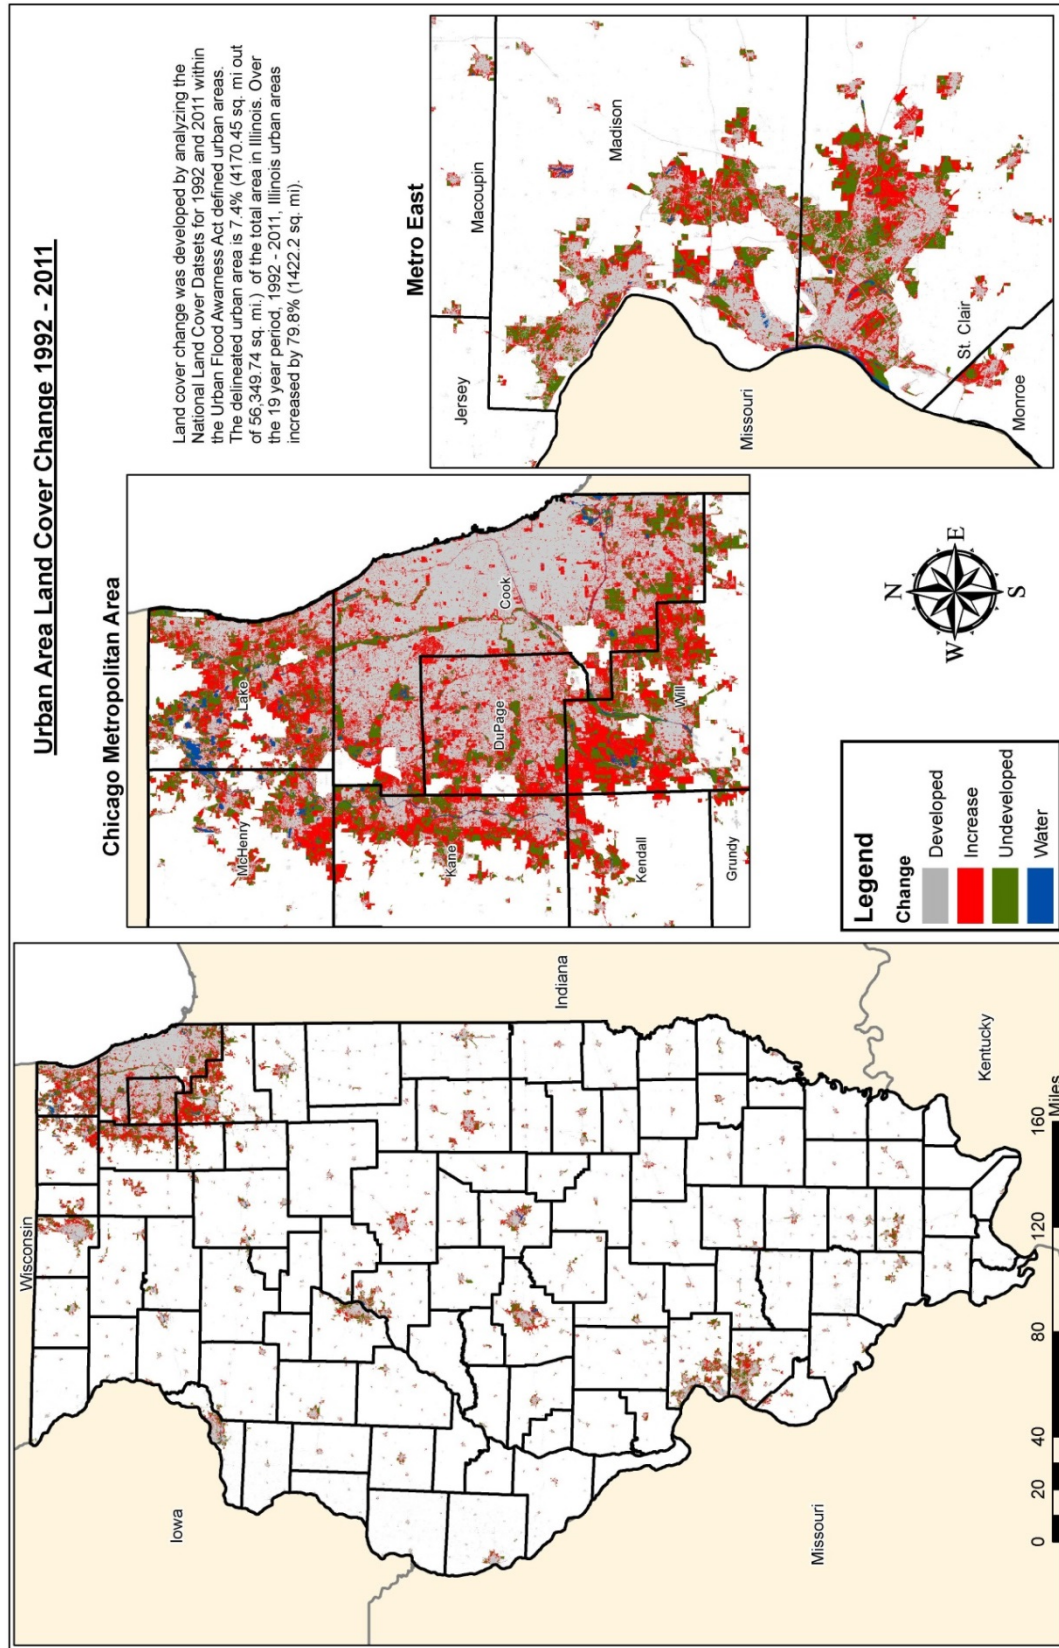 Urban Area Land Cover Change 1992 - 2011
Land cover change was developed by analyzing the
National Land Cover Datsets for 1992 and 2011 within
the Urban Flood Awarness Act defined urban areas.
The delineated urban area is 7.4% (4170.45 sq. mi out
of 56,349.74 sq. mi.) of the total area in Illinois. Over
the 19 year period, 1992 - 2011, Illinois urban areas
increased by 79.8% (1422.2 sq. mi).
Wisconsin
Iowa
Indiana
Missouri
Kentucky
0 20 40 80 120 160
Miles
Chicago Metropolitan Area
McHenry
Lake
Kane
Cook
DuPage
Kendall
Will
Grundy
Metro East
Jersey
Macoupin
Madison
Missouri
St. Clair
Monroe
N
W
E
S
Legend
Change
Developed
Increase
Undeveloped
Water